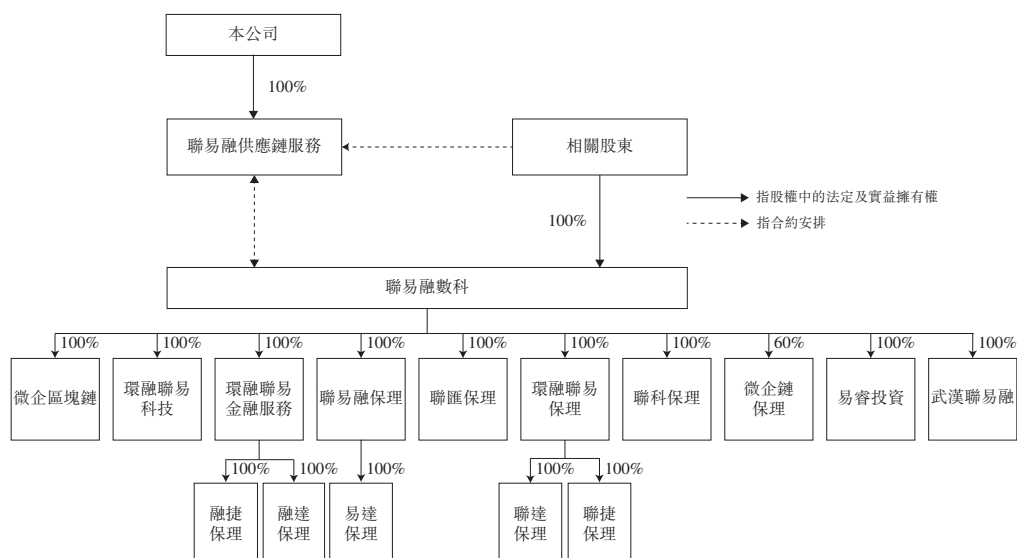 本公司
100%
聯易融供應鏈服務
相關股東
100%
指股權中的法定及實益擁有權
指合約安排
聯易融數科
100%
100%
100%
100%
100%
100%
100%
60%
100%
100%
微企區塊鏈
環融聯易
科技
環融聯易
金融服務
聯易融保理
聯匯保理
環融聯易
保理
聯科保理
微企鏈
保理
易睿投資
武漢聯易融
100%
100%
100%
100%
100%
融捷
保理
融達
保理
易達
保理
聯達
保理
聯捷
保理